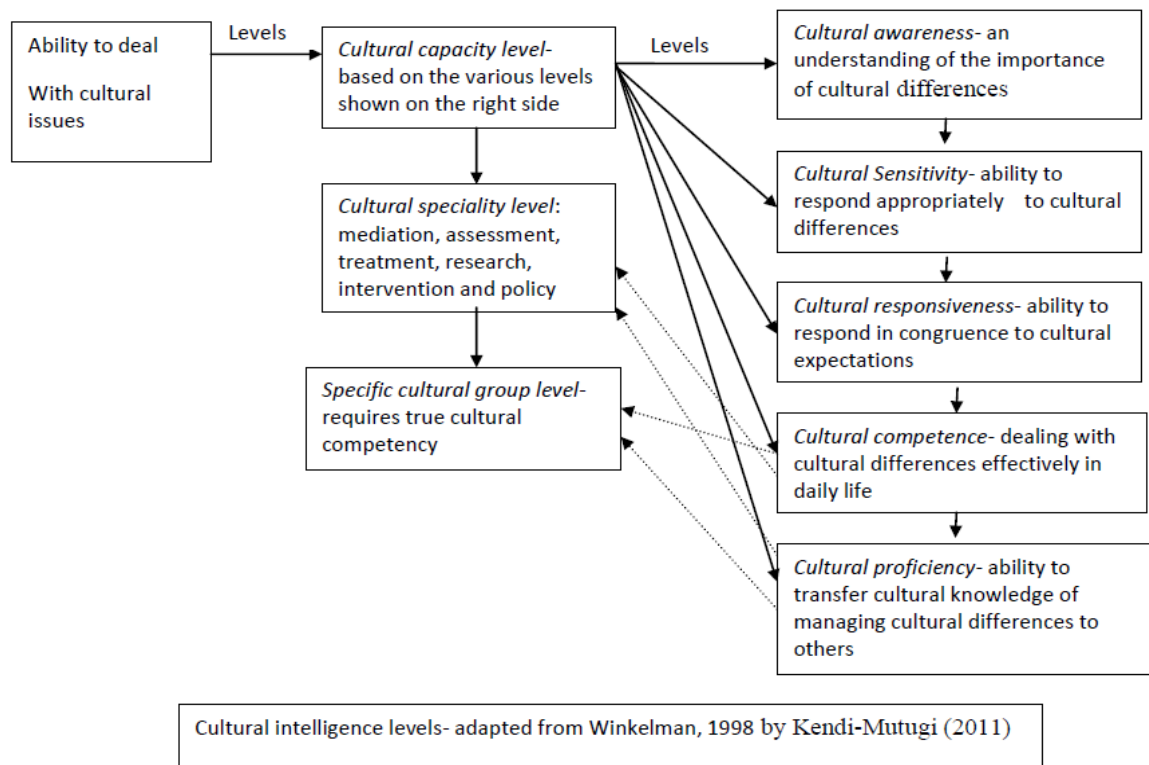 Ability to deal
With cultural
issues
Levels
Cultural capacity level-
based on the various levels
shown on the right side
Cultural speciality level:
mediation, assessment,
treatment, research,
intervention and policy
Specific cultural group level-
requires true cultural
competency
Levels
Cultural awareness- an
understanding of the importance
of cultural differences
Cultural Sensitivity- ability to
respond appropriately to cultural
differences
Cultural responsiveness- ability to
respond in congruence to cultural
expectations
Cultural competence- dealing with
cultural differences effectively in
daily life
Cultural proficiency- ability to
transfer cultural knowledge of
managing cultural differences to
others
Cultural intelligence levels- adapted from Winkelman, 1998 by Kendi-Mutugi (2011)